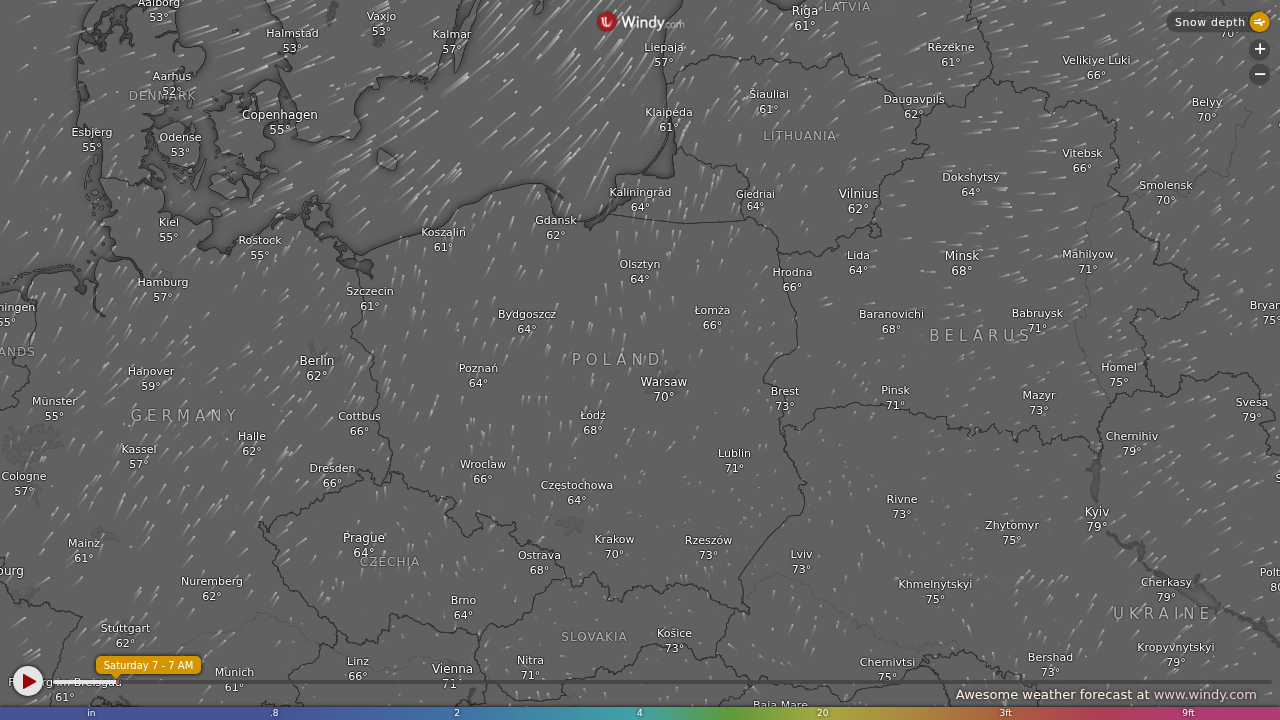 Aalborg
53°
Vaxjo
53°
Windy.com
Riga
61°
LATVIA
Snow depth
70°
Halmstad
53°
Kalmar
57°
Liepaja
57°
Rēzekne
61°
Velikiye Luki
66°
+
−
Aarhus
52°
DENMARK
Copenhagen
55°
Klaipėda
61°
Šiauliai
61°
Daugavpils
62°
Belyy
70°
Esbjerg
55°
Odense
53°
LITHUANIA
Vitebsk
66°
Kiel
55°
Rostock
55°
Koszalin
61°
Gdansk
62°
Kaliningrad
64°
Giedriai
64°
Vilnius
62°
Dokshytsy
64°
Smolensk
70°
Hamburg
57°
Szczecin
61°
Olsztyn
64°
Hrodna
66°
Lida
64°
Minsk
68°
Mahilyow
71°
ningen
55°
Bydgoszcz
64°
Łomża
66°
Baranovichi
68°
Babruysk
71°
Bryan
75°
ANDS
BELARUS
Hanover
59°
Berlin
62°
Poznań
64°
POLAND
Warsaw
70°
Brest
73°
Pinsk
71°
Mazyr
73°
Homel
75°
Münster
55°
GERMANY
Cottbus
66°
Łódź
68°
Svesa
79°
Kassel
57°
Halle
62°
Chernihiv
79°
Cologne
57°
Dresden
66°
Wroclaw
66°
Częstochowa
64°
Lublin
71°
Rivne
73°
Zhytomyr
75°
Kyiv
79°
Mainz
61°
Prague
64°
CZECHIA
Ostrava
68°
Krakow
70°
Rzeszów
73°
Lviv
73°
burg
Nuremberg
62°
Brno
64°
Khmelnytskyi
75°
Cherkasy
79°
Polt
80
UKRAINE
Stuttgart
62°
SLOVAKIA
Košice
73°
Saturday 7 - 7 AM
Munich
61°
Linz
66°
Vienna
71°
Nitra
71°
Chernivtsi
75°
Bershad
73°
Kropyvnytskyi
79°
61°
Baia Mare
Awesome weather forecast at www.windy.com
in .8 2 4 20 3ft 9ft